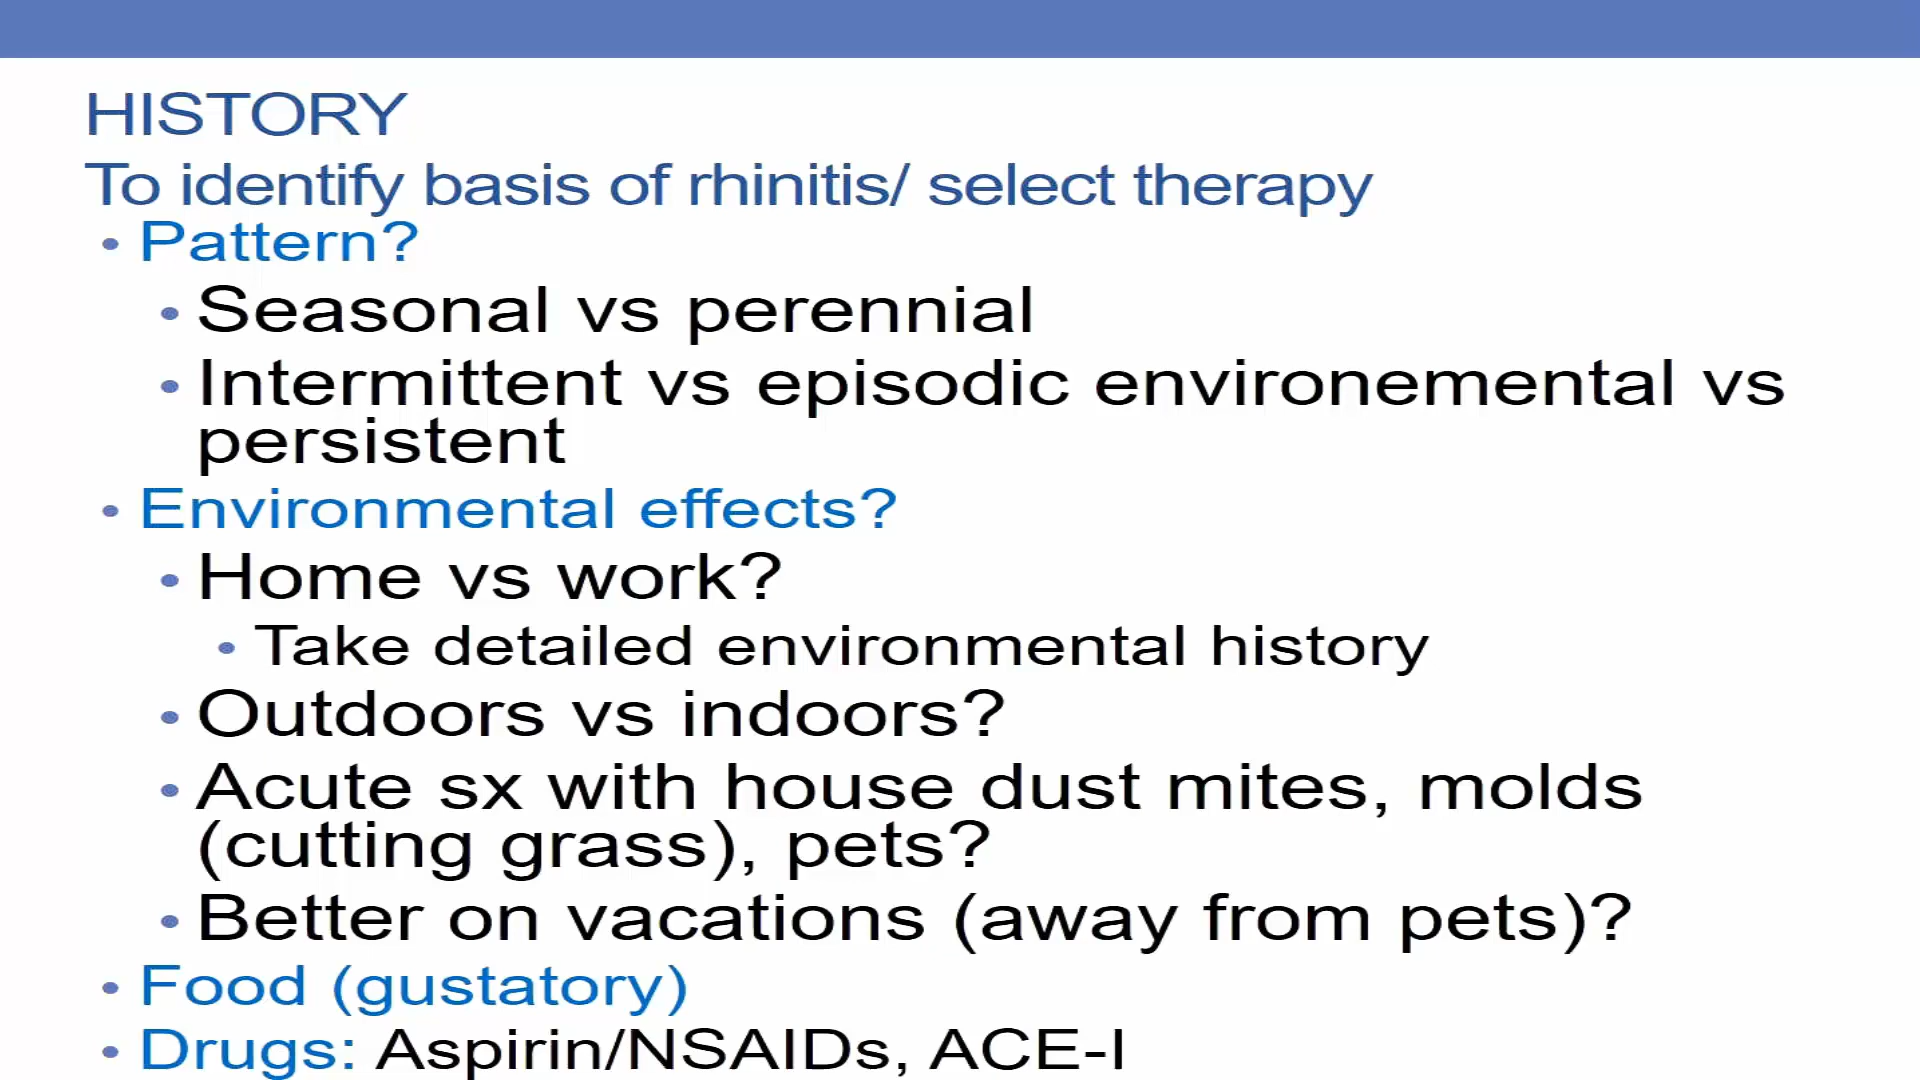 HISTORY
To identify basis of rhinitis/ select therapy
• Pattern?
• Seasonal vs perennial
• Intermittent vs episodic environemental vs
persistent
• Environmental effects?
• Home vs work?
• Take detailed environmental history
• Outdoors vs indoors?
• Acute sx with house dust mites, molds
(cutting grass), pets?
• Better on vacations (away from pets)?
• Food (gustatory)
• Drugs: Aspirin/NSAIDs, ACE-I